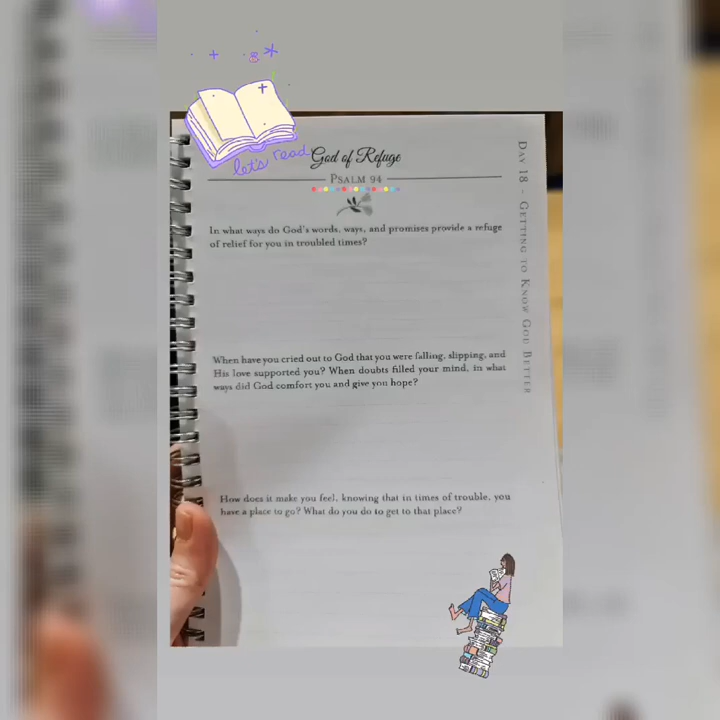 let's read
God of Refuge
Psalm 94
In what ways do God's words, ways, and promises provide a refuge
of relief for you in troubled times?
When have you cried out to God that you were falling, slipping, and
His love supported you? When doubts filled your mind, in what
ways did God comfort you and give you hope?
How does it make you feel, knowing that in times of trouble, you
have a place to go? What do you do to get to that place?
Day 18 - Getting to Know God Better